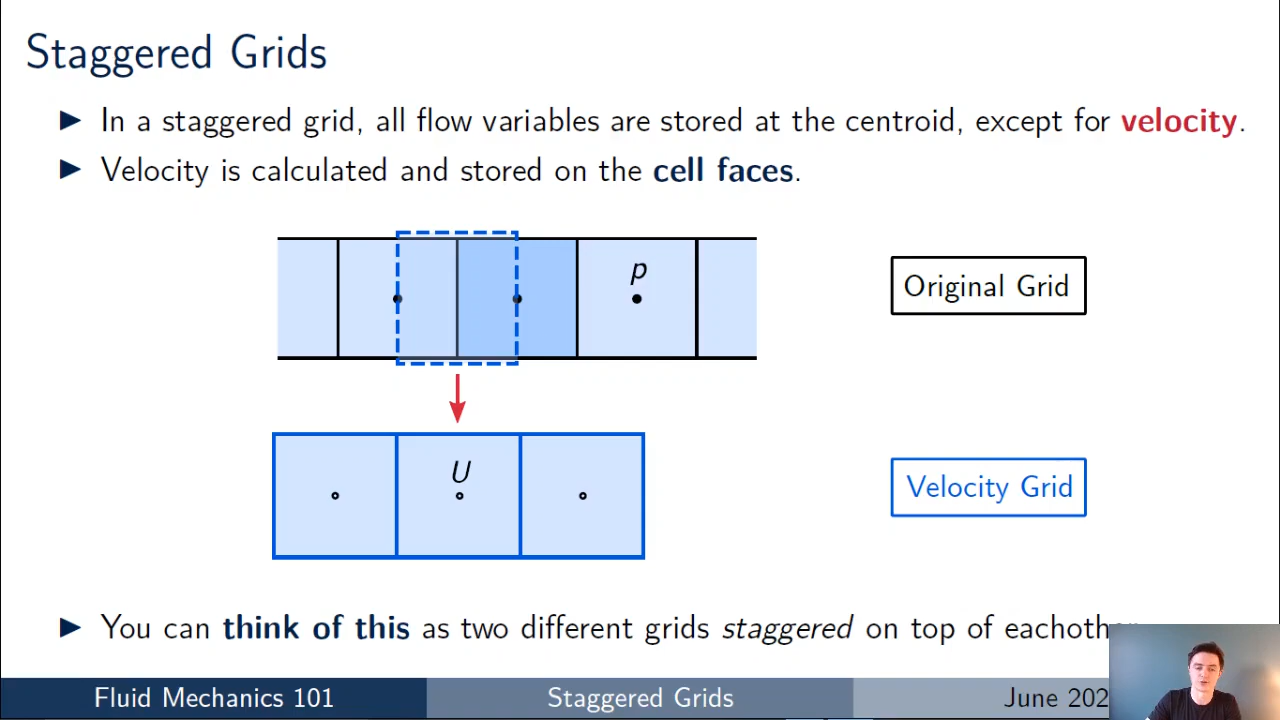 Staggered Grids
In a staggered grid, all flow variables are stored at the centroid, except for velocity.
Velocity is calculated and stored on the cell faces.
p
Original Grid
U
Velocity Grid
You can think of this as two different grids staggered on top of
Fluid Mechanics 101
Staggered Grids
June